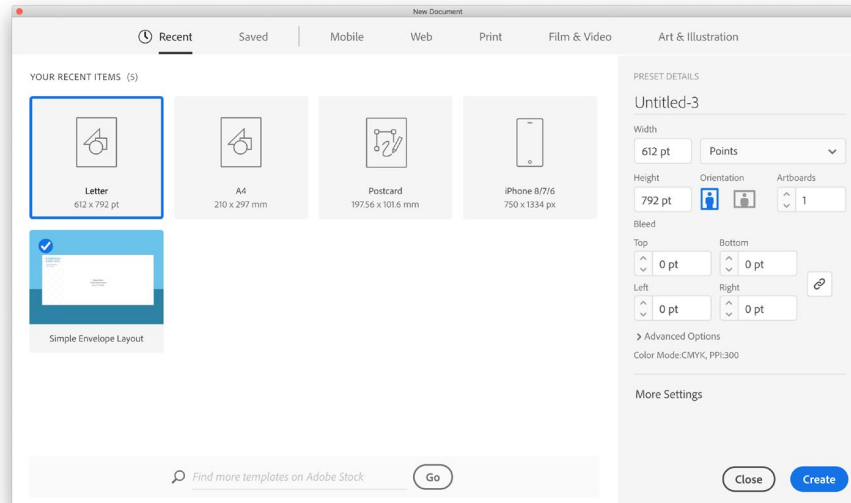 New Document
Recent
Saved
Mobile
Web
Print
Film & Video
Art & Illustration
YOUR RECENT ITEMS (5)
Letter
612 x 792 pt
A4
210 x 297 mm
Postcard
197.56 x 101.6 mm
iPhone 8/7/6
750 x 1334 px
Simple Envelope Layout
Find more templates on Adobe Stock
Go
PRESET DETAILS
Untitled-3
Width
612 pt
Points
Height
Orientation
Artboards
792 pt
1
Bleed
Top
Bottom
0 pt
0 pt
Left
Right
0 pt
0 pt
Advanced Options
Color Mode:CMYK, PPI:300
More Settings
Close
Create